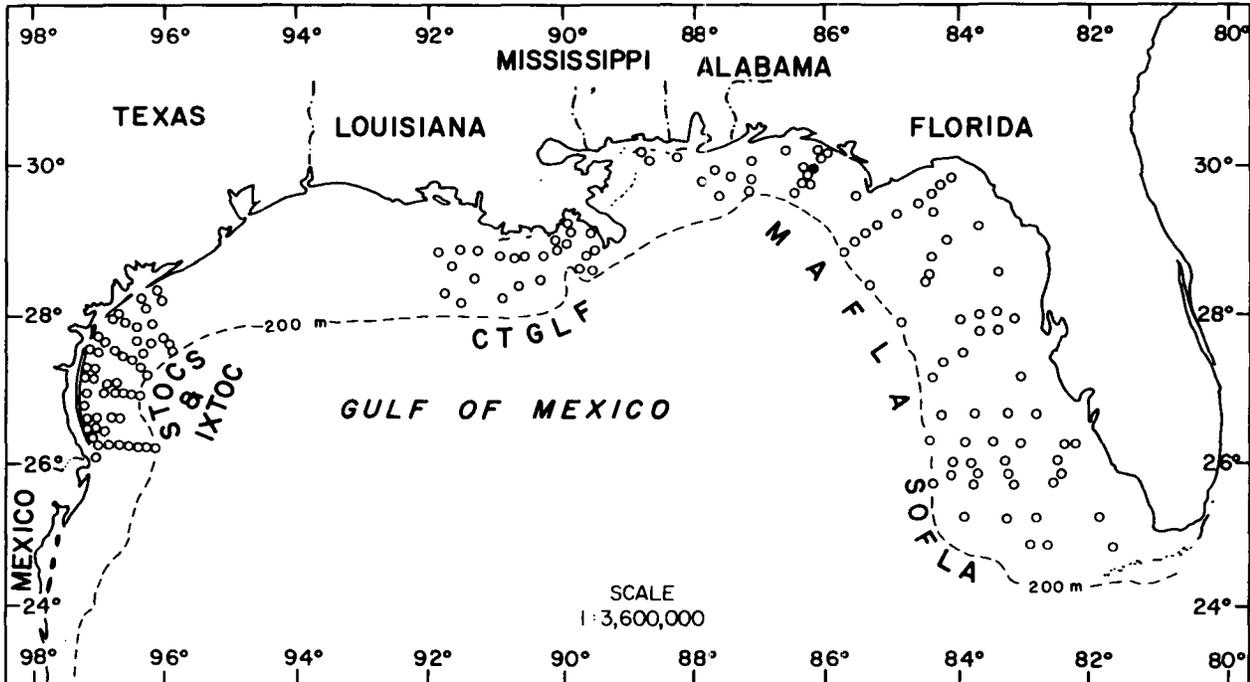 98° 96° 94° 92° 90° 88° 86° 84° 82° 80°
MISSISSIPPI ALABAMA
TEXAS LOUISIANA FLORIDA
30° 30°
MAFLA
28° 28°
200 m
CTGLF
STOCS
&
IXTOC
GULF OF MEXICO
26° 26°
SOFLA
MEXICO
200 m
SCALE
1:3,600,000
24° 24°
98° 96° 94° 92° 90° 88° 86° 84° 82° 80°